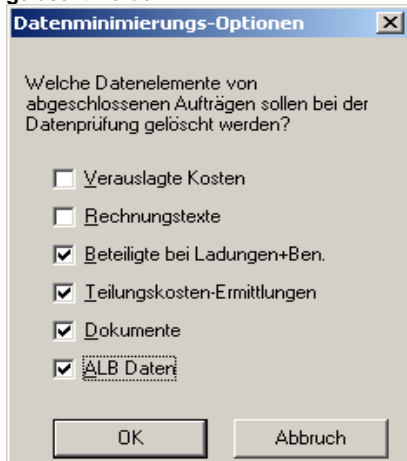 Datenminimierungs-Optionen
Welche Datenelemente von
abgeschlossenen Aufträgen sollen bei der
Datenprüfung gelöscht werden?
Verauslagte Kosten
Rechnungstexte
Beteiligte bei Ladungen+Ben.
Teilungskosten-Ermittlungen
Dokumente
ALB Daten
OK Abbruch